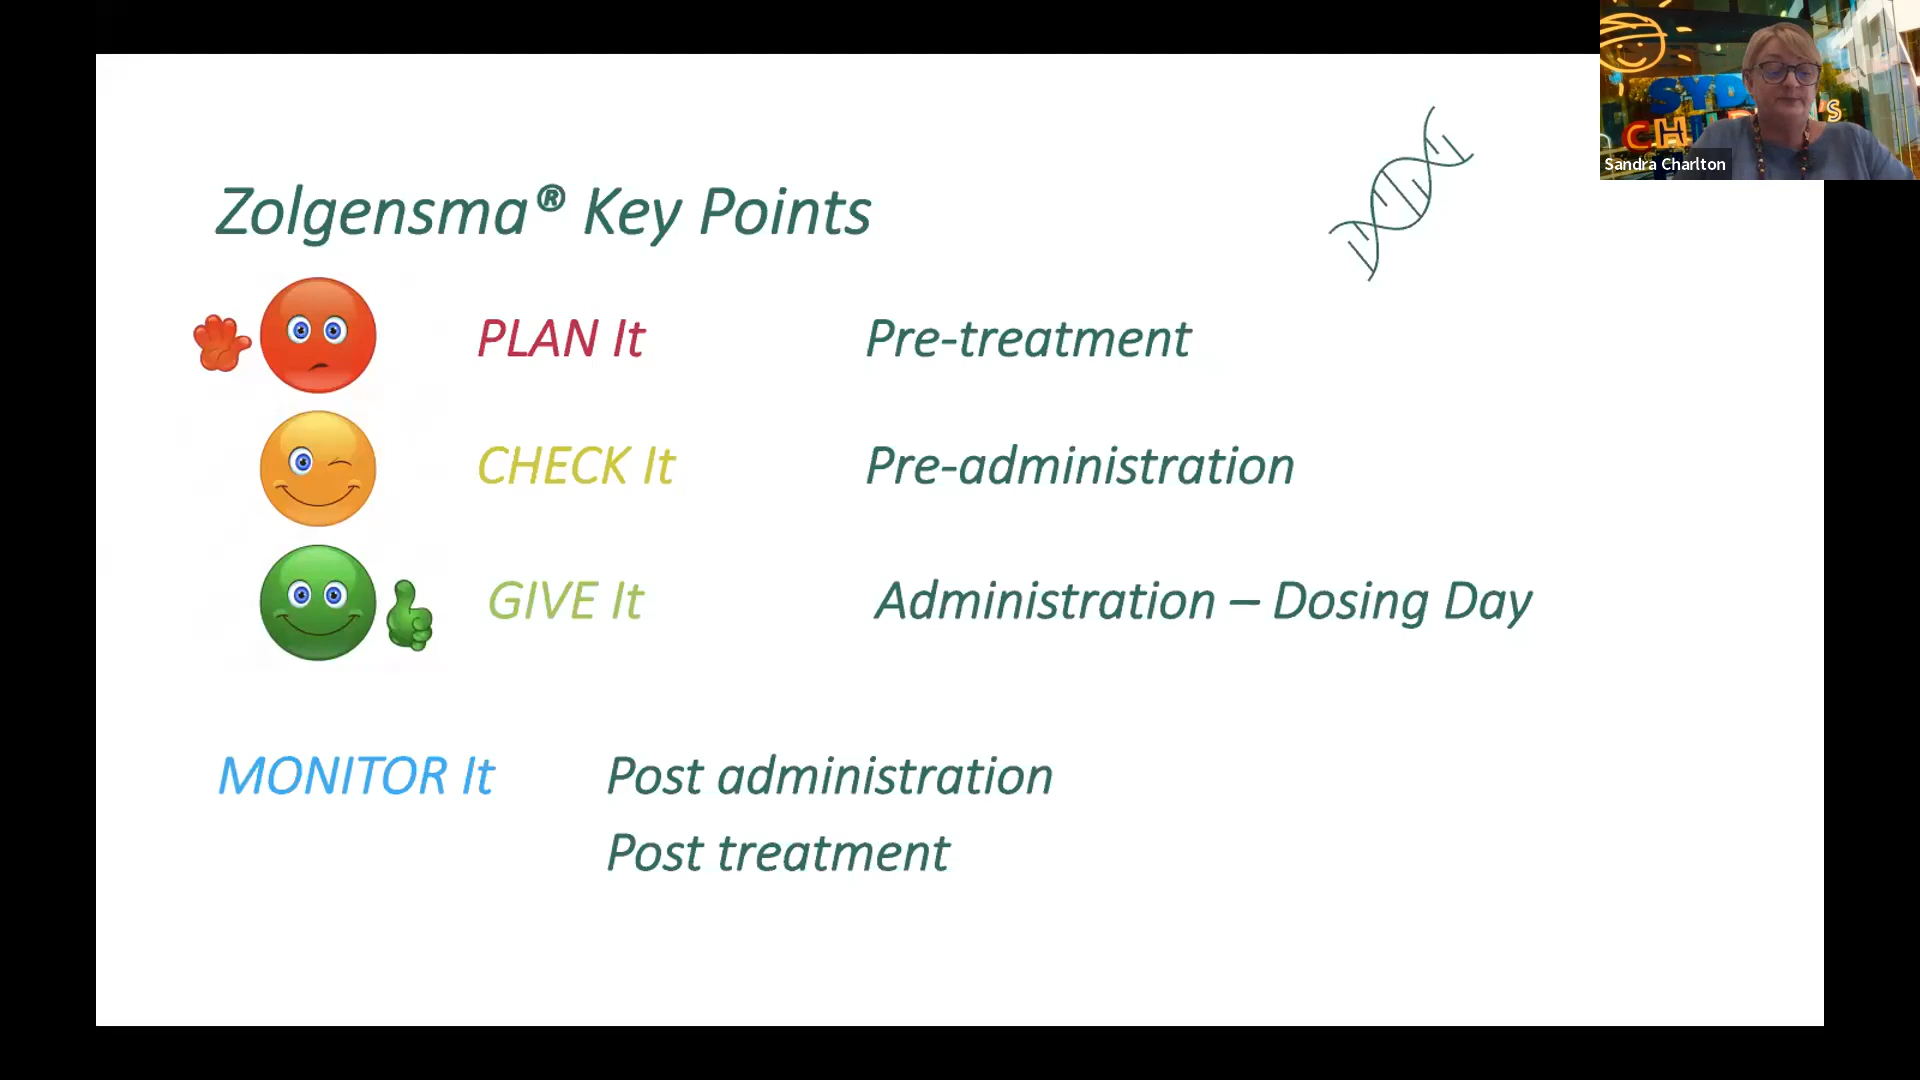 Zolgensma® Key Points
PLAN It Pre-treatment
CHECK It Pre-administration
GIVE It Administration – Dosing Day
MONITOR It Post administration
Post treatment
Sandra Charlton